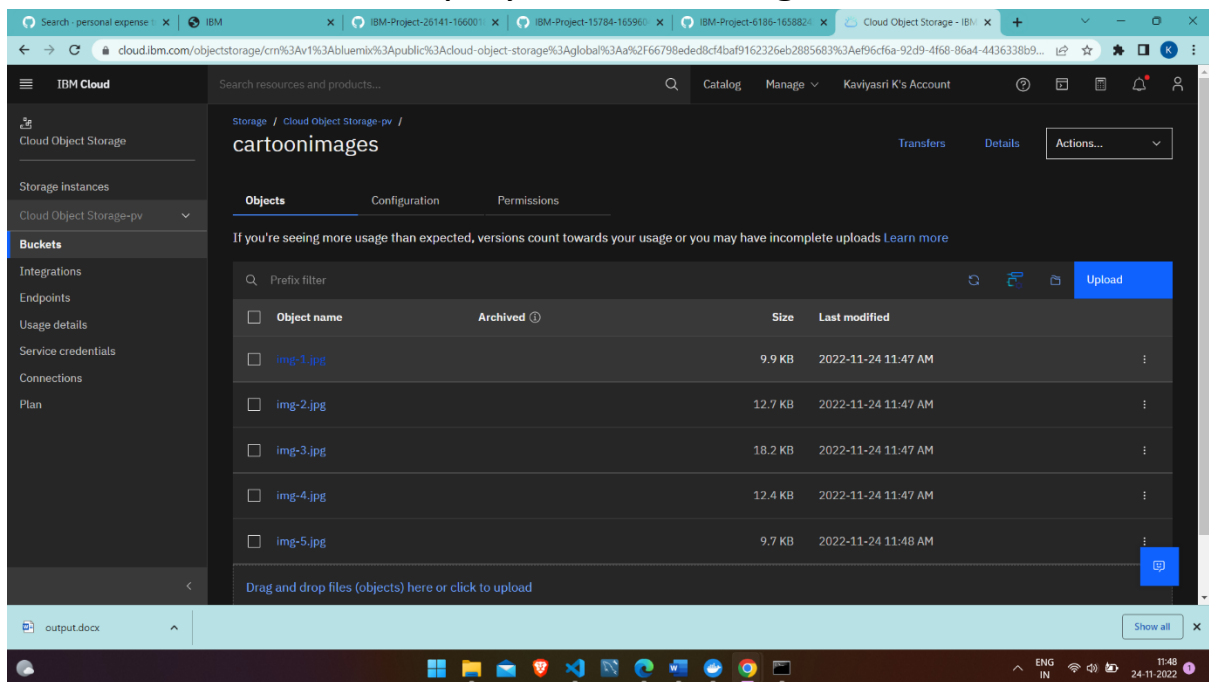 Search - personal expense
IBM
IBM-Project-26141-166001
IBM-Project-15784-165960
IBM-Project-6186-1658824
Cloud Object Storage - IBM
cloud.ibm.com/objectstorage/crn%3Av1%3Abluemix%3Apublic%3Acloud-object-storage%3Aglobal%3Aa%2F66798eded8cf4baf9162326eb2885683%3Aef96cf6a-92d9-4f68-86a4-4436338b9...
K
IBM Cloud
Search resources and products...
Catalog
Manage
Kaviyasri K's Account
Cloud Object Storage
Storage instances
Cloud Object Storage-pv
Buckets
Integrations
Endpoints
Usage details
Service credentials
Connections
Plan
Storage / Cloud Object Storage-pv /
cartoonimages
Transfers
Details
Actions...
Objects
Configuration
Permissions
If you're seeing more usage than expected, versions count towards your usage or you may have incomplete uploads Learn more
Prefix filter
Upload
Object name Archived Size Last modified
img-1.jpg 9.9 KB 2022-11-24 11:47 AM
img-2.jpg 12.7 KB 2022-11-24 11:47 AM
img-3.jpg 18.2 KB 2022-11-24 11:47 AM
img-4.jpg 12.4 KB 2022-11-24 11:47 AM
img-5.jpg 9.7 KB 2022-11-24 11:48 AM
Drag and drop files (objects) here or click to upload
output.docx
Show all
ENG
IN
11:48
24-11-2022
1